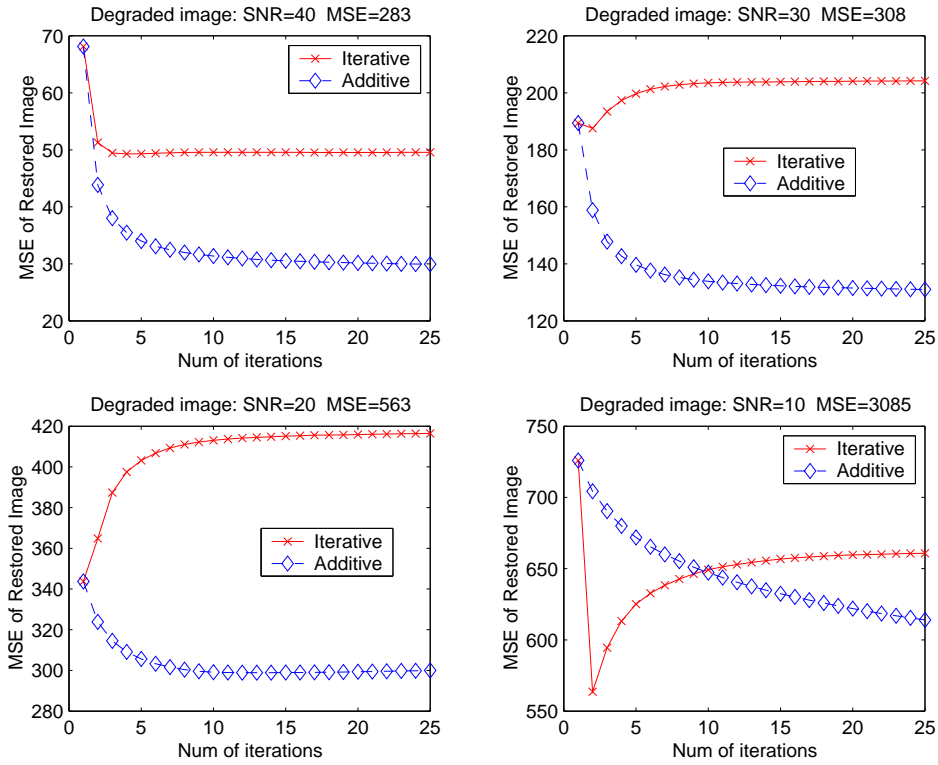 Degraded image: SNR=40 MSE=283
MSE of Restored Image
70
60
50
40
30
20
0 5 10 15 20 25
Num of iterations
Iterative
Additive
Degraded image: SNR=30 MSE=308
MSE of Restored Image
220
200
180
160
140
120
0 5 10 15 20 25
Num of iterations
Iterative
Additive
Degraded image: SNR=20 MSE=563
MSE of Restored Image
420
400
380
360
340
320
300
280
0 5 10 15 20 25
Num of iterations
Iterative
Additive
Degraded image: SNR=10 MSE=3085
MSE of Restored Image
750
700
650
600
550
0 5 10 15 20 25
Num of iterations
Iterative
Additive